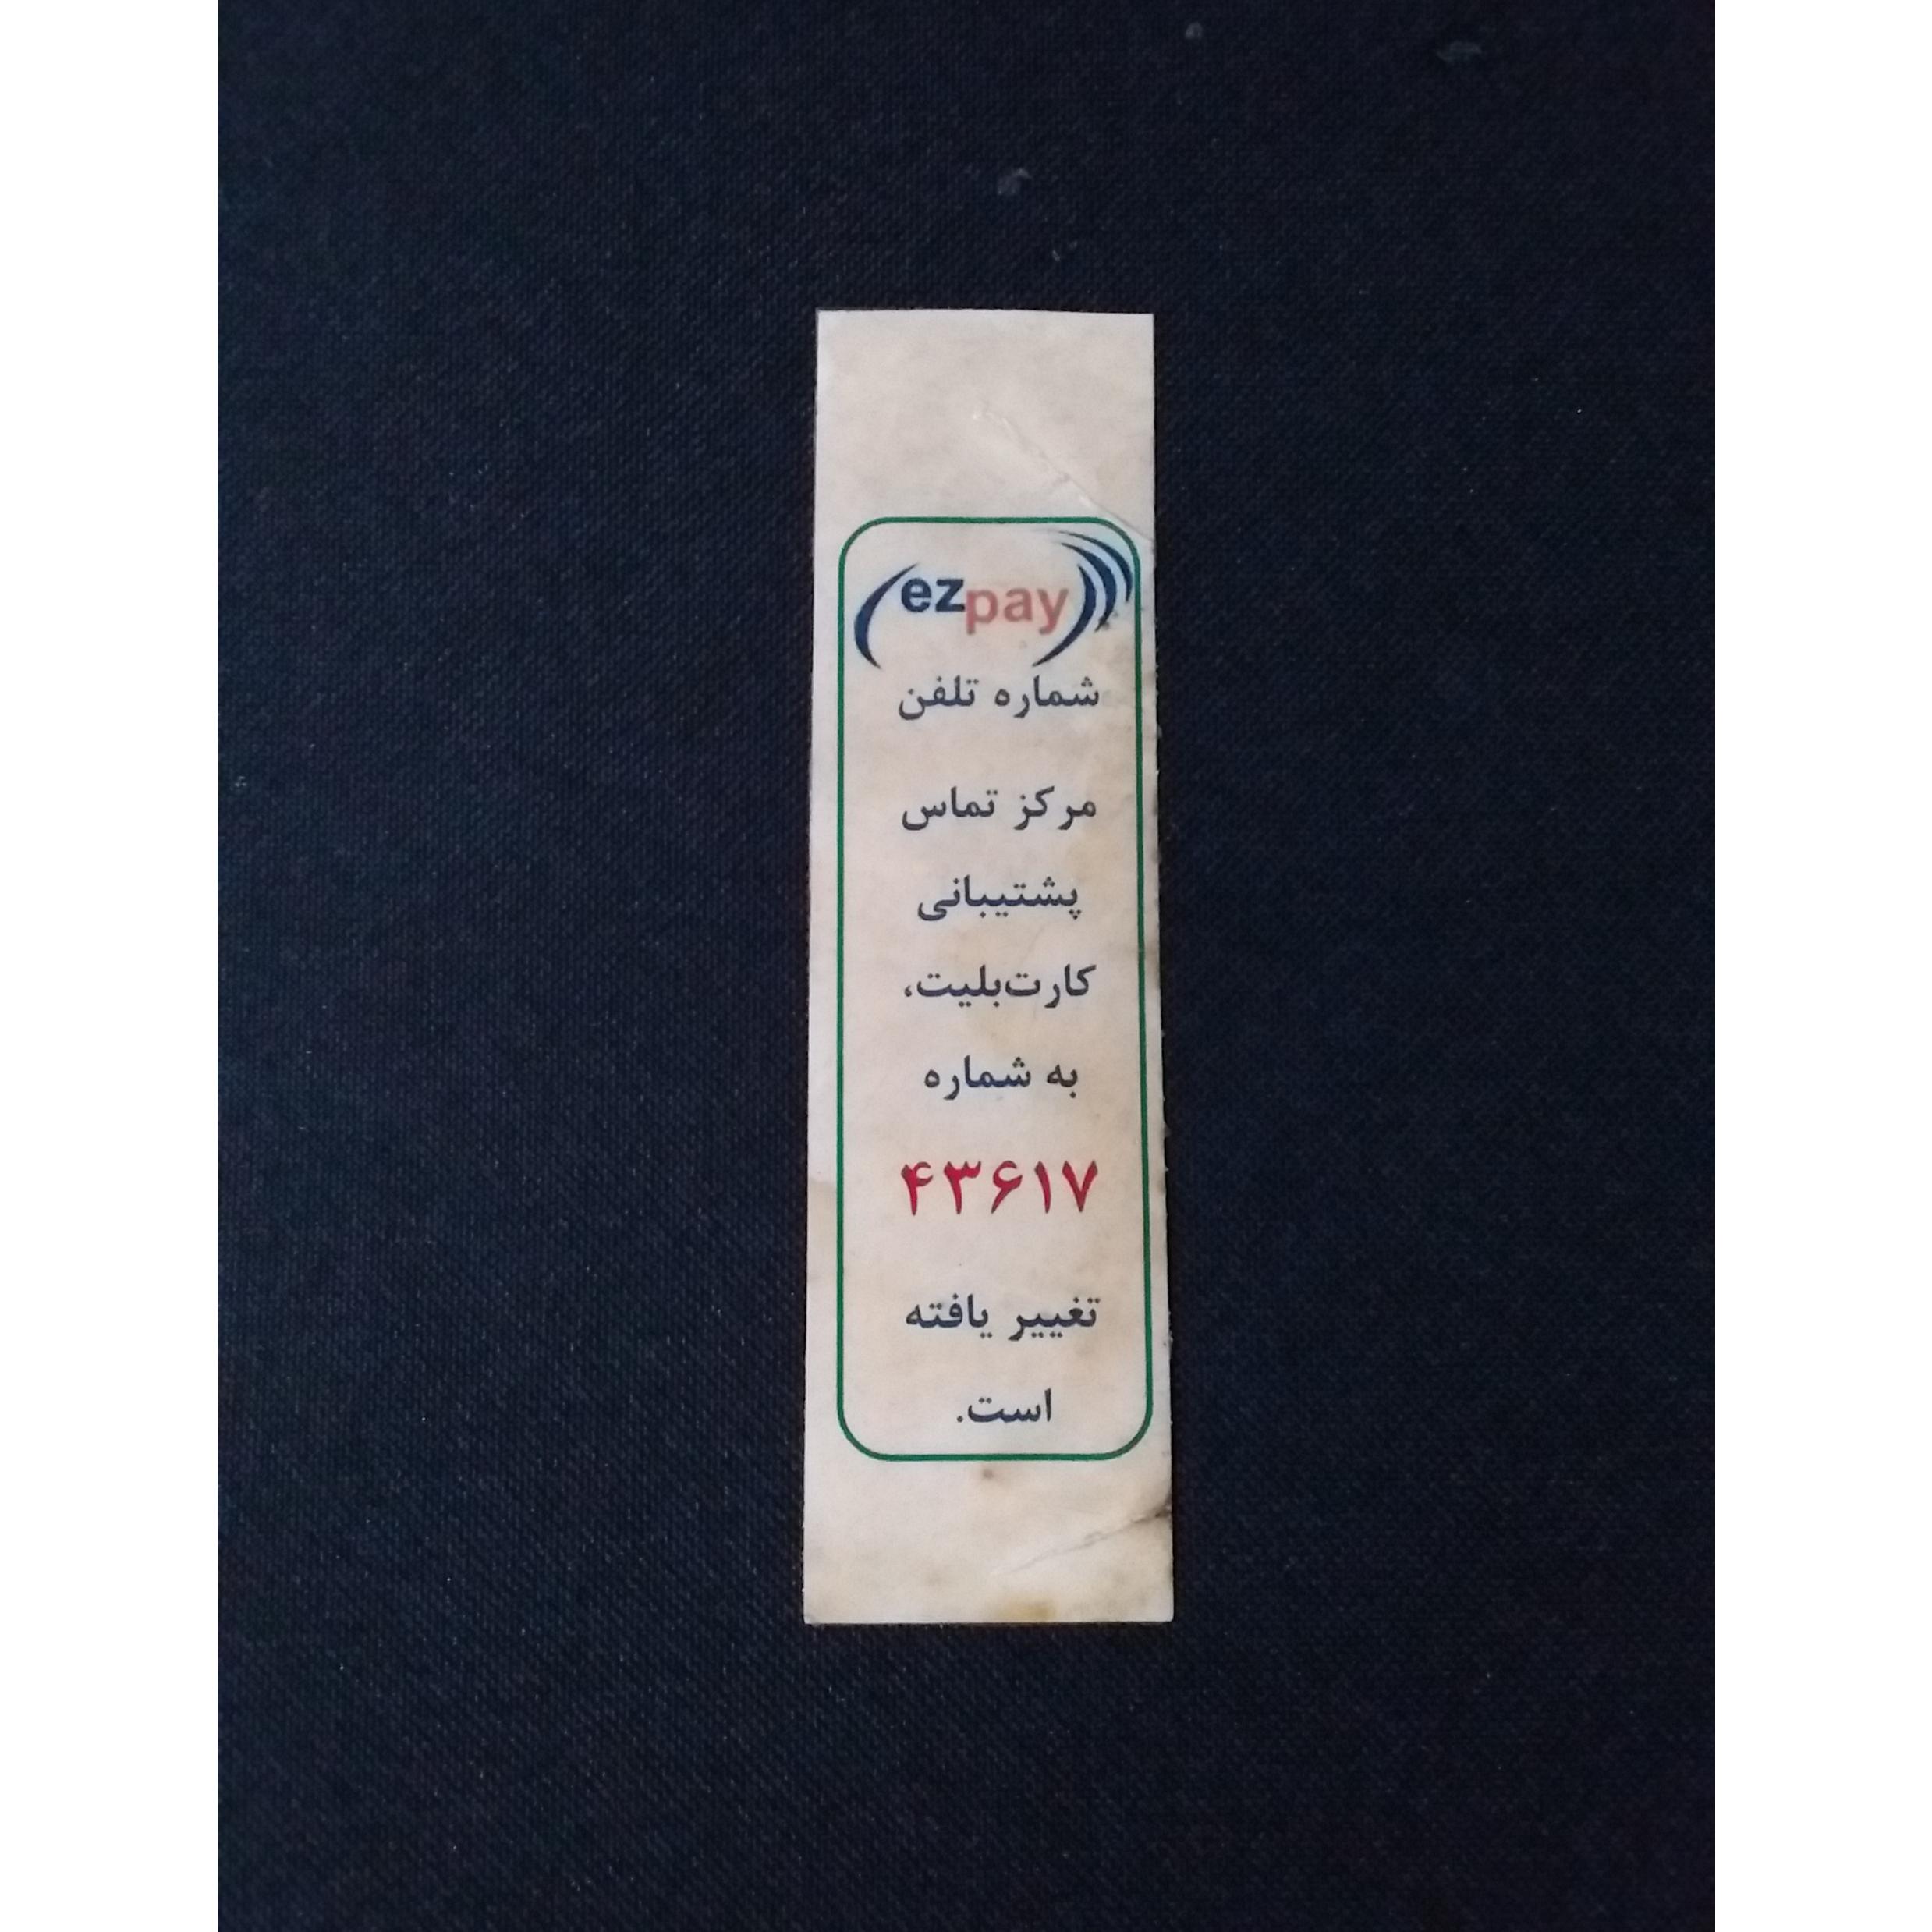 ezpay
شماره تلفن
مرکز تماس
پشتیبانی
کارت‌بلیت،
به شماره
۴۳۶۱۷
تغییر یافته
است.